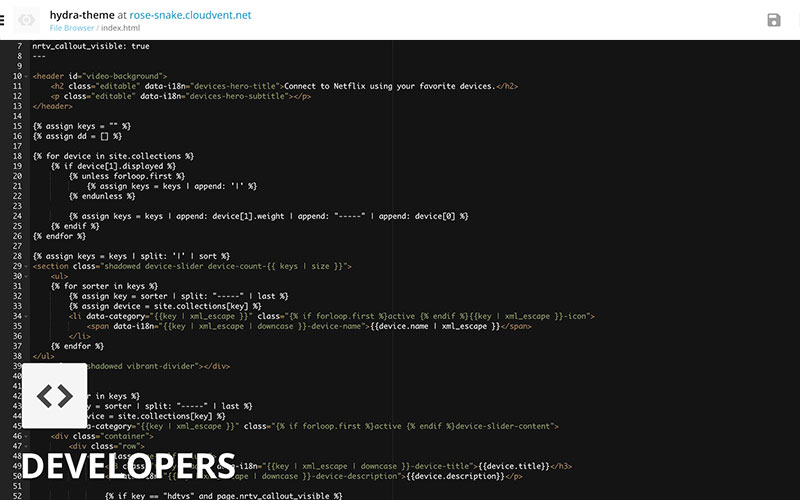 hydra-theme at rose-snake.cloudvent.net
File Browser / index.html
7 nrtv_callout_visible: true
8 ---
9
10 <header id="video-background">
11 <h2 class="editable" data-i18n="devices-hero-title">Connect to Netflix using your favorite devices.</h2>
12 <p class="editable" data-i18n="devices-hero-subtitle"></p>
13 </header>
14
15 {% assign keys = "" %}
16 {% assign dd = [] %}
17
18 {% for device in site.collections %}
19 {% if device[1].displayed %}
20 {% unless forloop.first %}
21 {% assign keys = keys | append: '|' %}
22 {% endunless %}
23
24 {% assign keys = keys | append: device[1].weight | append: "-----" | append: device[0] %}
25 {% endif %}
26 {% endfor %}
27
28 {% assign keys = keys | split: '|' | sort %}
29 <section class="shadowed device-slider device-count-{{ keys | size }}">
30 <ul>
31 {% for sorter in keys %}
32 {% assign key = sorter | split: "-----" | last %}
33 {% assign device = site.collections[key] %}
34 <li data-category="{{key | xml_escape }}" class="{% if forloop.first %}active {% endif %}{{key | xml_escape }}-icon">
35 <span data-i18n="{{key | xml_escape | downcase }}-device-name">{{device.name | xml_escape }}</span>
36 </li>
37 {% endfor %}
38 </ul>
39 shadowed vibrant-divider"></div>
40
41
42 er in keys %}
43 y = sorter | split: "-----" | last %}
44 vice = site.collections[key] %}
45 a-category="{{key | xml_escape }}" class="{% if forloop.first %}active {% endif %}device-slider-content">
46 <div class="container">
47 <div class="row">
48
49 data-i18n="{{key | xml_escape | downcase }}-device-title">{{device.title}}</h3>
50 {{key | xml_escape | downcase }}-device-description">{{device.description}}</p>
51
52 {% if key == "hdtvs" and page.nrtv_callout_visible %}
DEVELOPERS